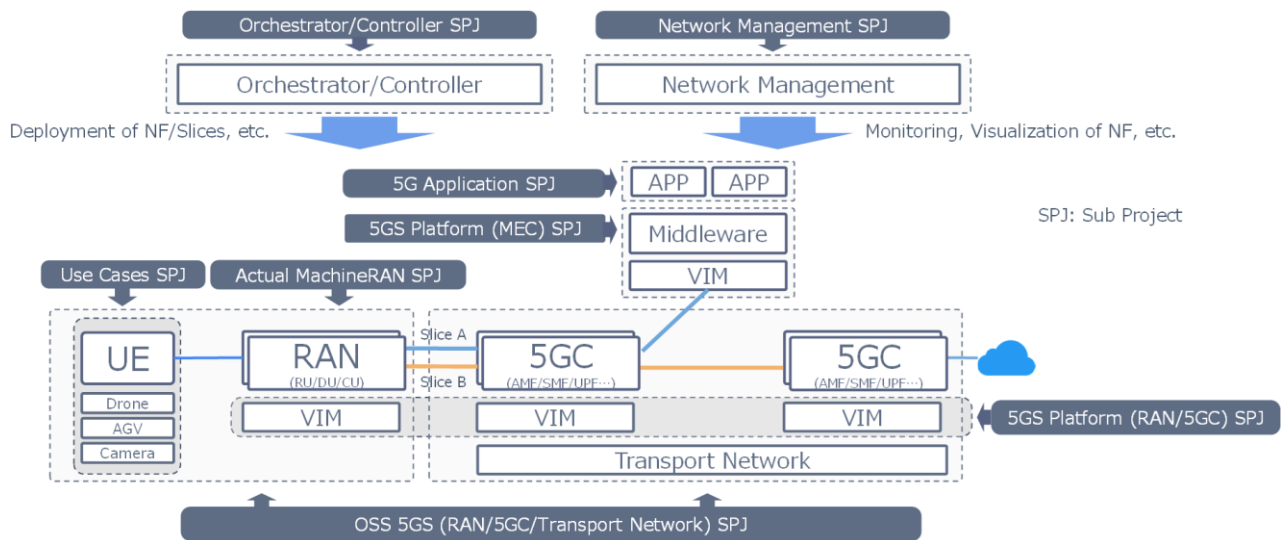 Orchestrator/Controller SPJ
Network Management SPJ
Orchestrator/Controller
Network Management
Deployment of NF/Slices, etc.
Monitoring, Visualization of NF, etc.
5G Application SPJ
APP
APP
SPJ: Sub Project
5GS Platform (MEC) SPJ
Middleware
VIM
Use Cases SPJ
Actual MachineRAN SPJ
UE
RAN
(RU/DU/CU)
Slice A
Slice B
5GC
(AMF/SMF/UPF…)
5GC
(AMF/SMF/UPF…)
Drone
AGV
Camera
VIM
VIM
VIM
5GS Platform (RAN/5GC) SPJ
Transport Network
OSS 5GS (RAN/5GC/Transport Network) SPJ